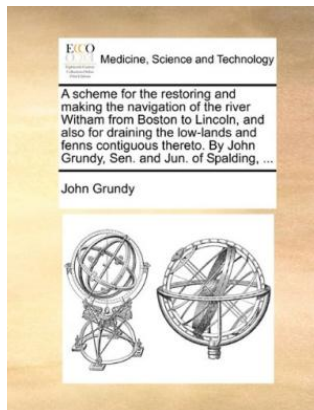 ECCO
Medicine, Science and Technology
A scheme for the restoring and
making the navigation of the river
Witham from Boston to Lincoln, and
also for draining the low-lands and
fenns contiguous thereto. By John
Grundy, Sen. and Jun. of Spalding, ...
John Grundy